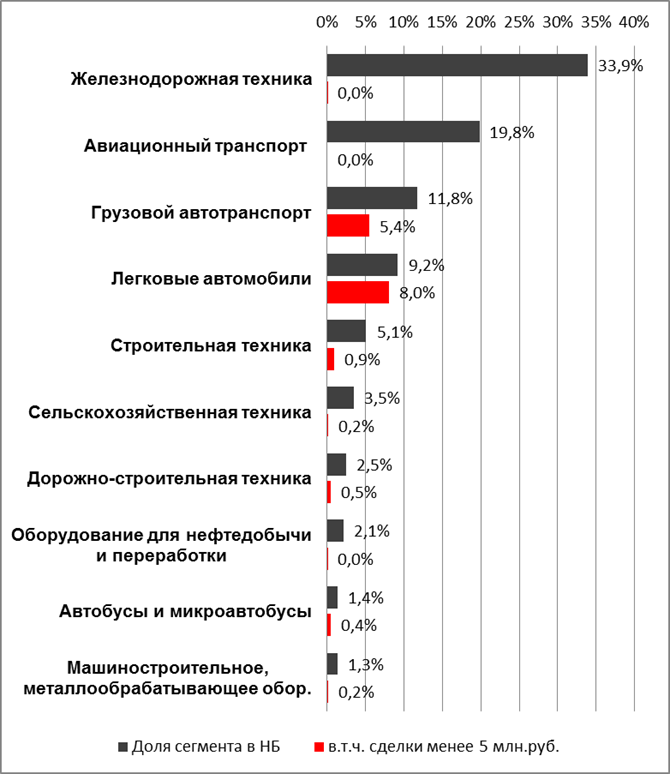 0% 5% 10% 15% 20% 25% 30% 35% 40%
Железнодорожная техника
33,9%
0,0%
Авиационный транспорт
19,8%
0,0%
Грузовой автотранспорт
11,8%
5,4%
Легковые автомобили
9,2%
8,0%
Строительная техника
5,1%
0,9%
Сельскохозяйственная техника
3,5%
0,2%
Дорожно-строительная техника
2,5%
0,5%
Оборудование для нефтедобычи
и переработки
2,1%
0,0%
Автобусы и микроавтобусы
1,4%
0,4%
Машиностроительное,
металлообрабатывающее обор.
1,3%
0,2%
Доля сегмента в НБ
в.т.ч. сделки менее 5 млн.руб.